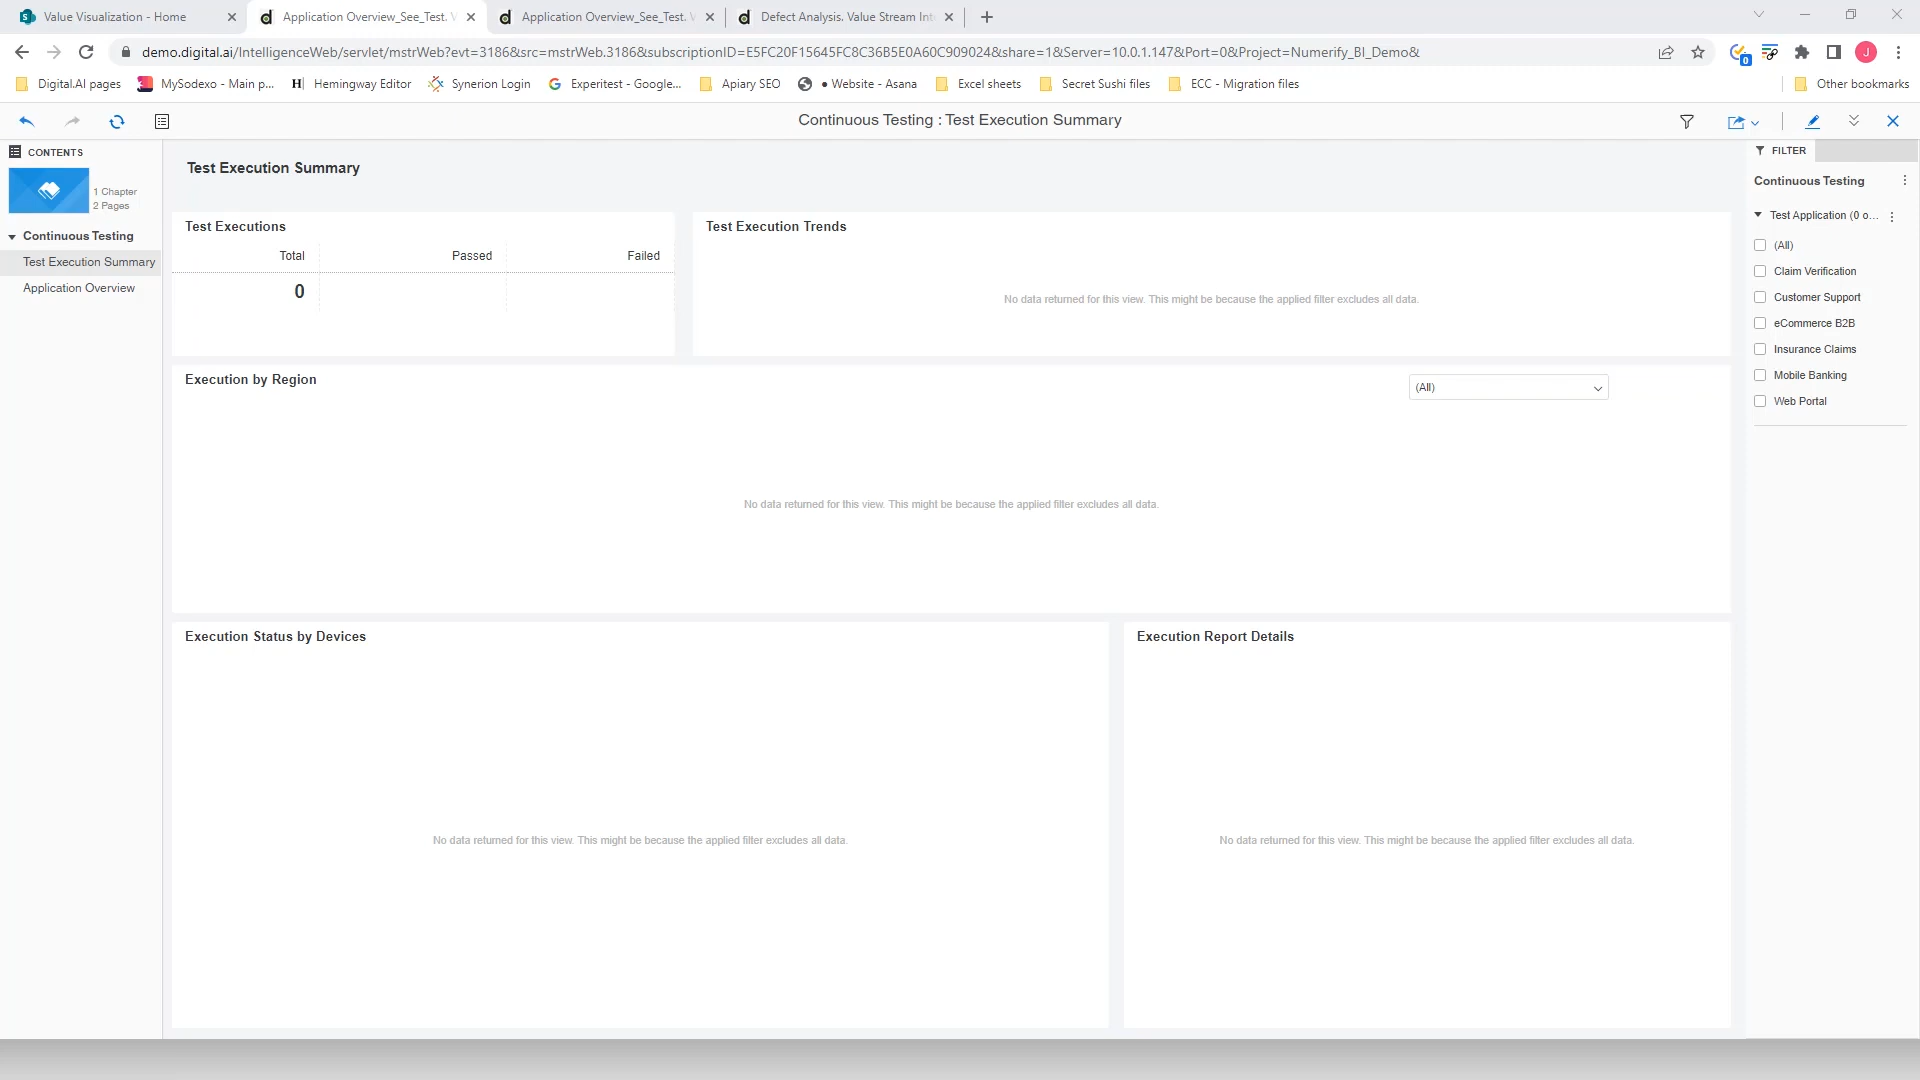 Value Visualization - Home
Application Overview_See_Test. V
Application Overview_See_Test. V
Defect Analysis. Value Stream Int
demo.digital.ai/IntelligenceWeb/servlet/mstrWeb?evt=3186&src=mstrWeb.3186&subscriptionID=E5FC20F15645FC8C36B5E0A60C909024&share=1&Server=10.0.1.147&Port=0&Project=Numerify_BI_Demo&
0
J
Digital.AI pages
MySodexo - Main p...
H Hemingway Editor
Synerion Login
Experitest - Google...
Apiary SEO
● Website - Asana
Excel sheets
Secret Sushi files
ECC - Migration files
Other bookmarks
Continuous Testing : Test Execution Summary
CONTENTS
1 Chapter
2 Pages
Continuous Testing
Test Execution Summary
Application Overview
Test Execution Summary
Test Executions
Total Passed Failed
0
Test Execution Trends
No data returned for this view. This might be because the applied filter excludes all data.
Execution by Region
(All)
No data returned for this view. This might be because the applied filter excludes all data.
Execution Status by Devices
No data returned for this view. This might be because the applied filter excludes all data.
Execution Report Details
No data returned for this view. This might be because the applied filter excludes all data.
FILTER
Continuous Testing
Test Application (0 o...
(All)
Claim Verification
Customer Support
eCommerce B2B
Insurance Claims
Mobile Banking
Web Portal